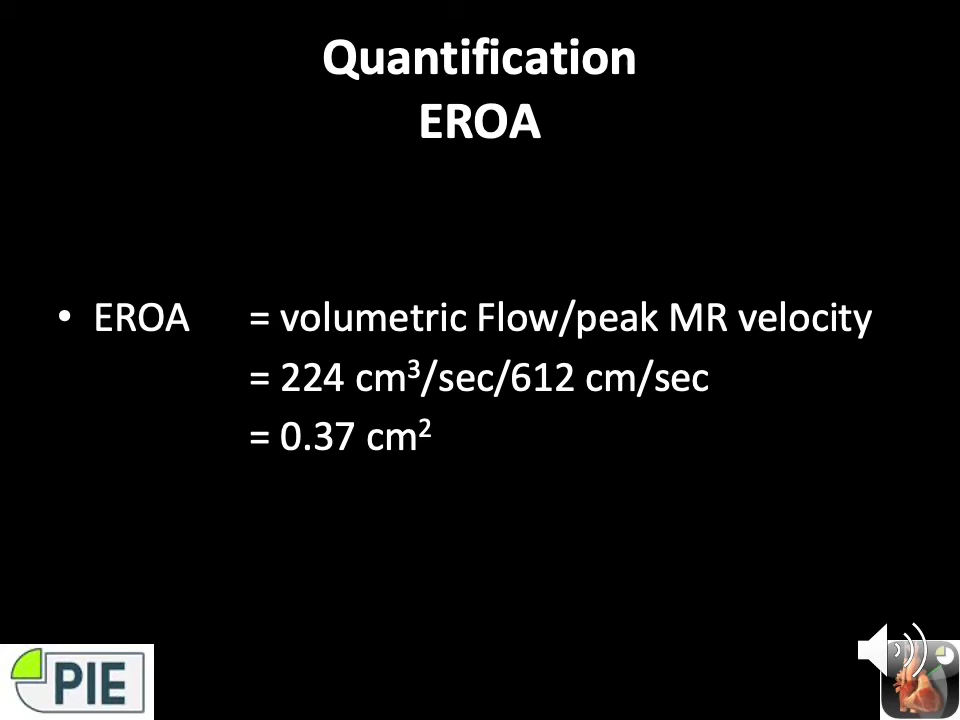 Quantification
EROA
• EROA = volumetric Flow/peak MR velocity
= 224 cm³/sec/612 cm/sec
= 0.37 cm²
PIE